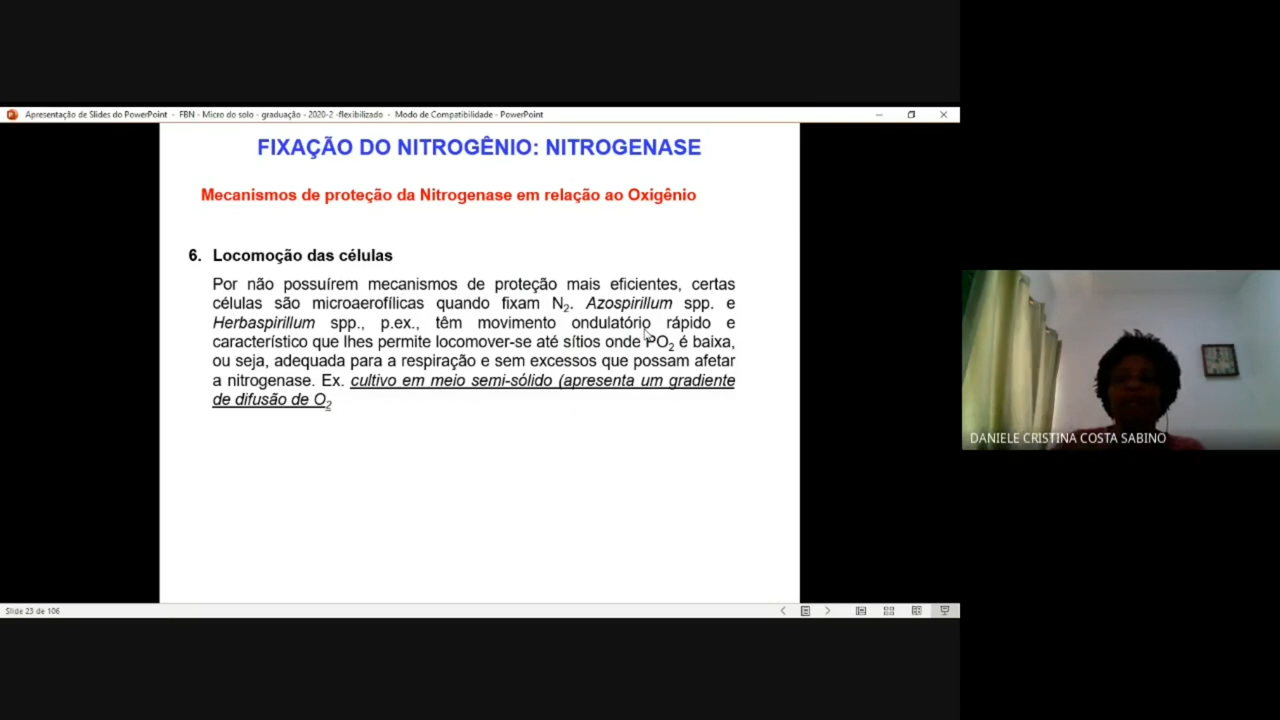 Apresentação de Slides do PowerPoint - FBN - Micro do solo - graduação - 2020-2 -flexibilizado - Modo de Compatibilidade - PowerPoint
FIXAÇÃO DO NITROGÊNIO: NITROGENASE
Mecanismos de proteção da Nitrogenase em relação ao Oxigênio
6. Locomoção das células
Por não possuírem mecanismos de proteção mais eficientes, certas
células são microaerofílicas quando fixam N2. Azospirillum spp. e
Herbaspirillum spp., p.ex., têm movimento ondulatório rápido e
característico que lhes permite locomover-se até sítios onde PO2 é baixa,
ou seja, adequada para a respiração e sem excessos que possam afetar
a nitrogenase. Ex. cultivo em meio semi-sólido (apresenta um gradiente
de difusão de O2
DANIELE CRISTINA COSTA SABINO
Slide 23 de 106